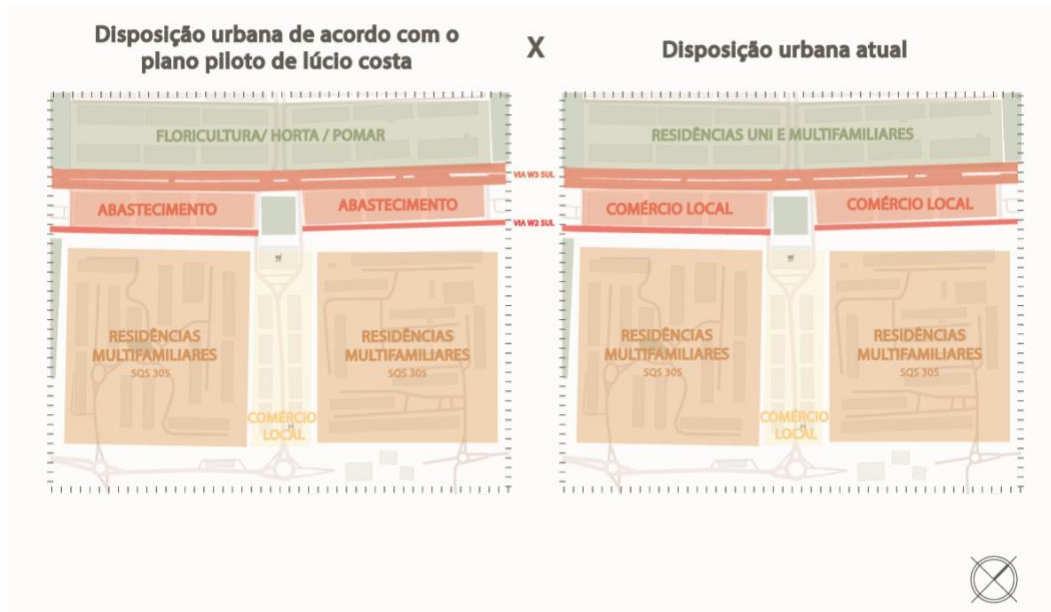 Disposição urbana de acordo com o
plano piloto de lúcio costa
X
Disposição urbana atual
FLORICULTURA/ HORTA / POMAR
VIA W3 SUL
ABASTECIMENTO
ABASTECIMENTO
VIA W2 SUL
RESIDÊNCIAS
MULTIFAMILIARES
SQS 305
RESIDÊNCIAS
MULTIFAMILIARES
SQS 305
COMÉRCIO
LOCAL
RESIDÊNCIAS UNI E MULTIFAMILIARES
COMÉRCIO LOCAL
COMÉRCIO LOCAL
RESIDÊNCIAS
MULTIFAMILIARES
SQS 305
RESIDÊNCIAS
MULTIFAMILIARES
SQS 305
COMÉRCIO
LOCAL